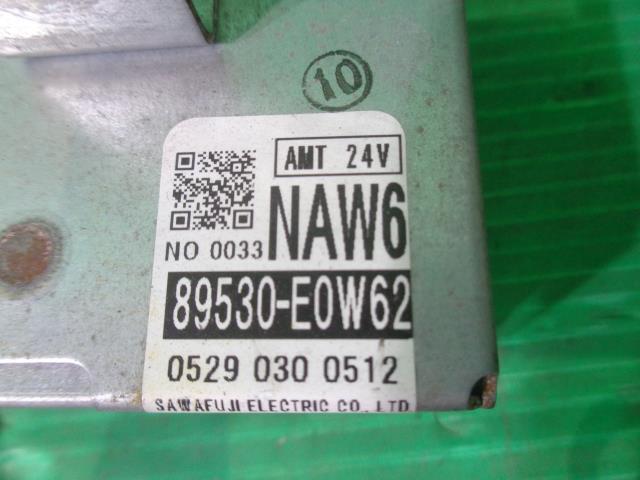 10
AMT 24V
NAW6
NO 0033
89530-E0W62
0529 030 0512
SAWAFUJI ELECTRIC CO., LTD